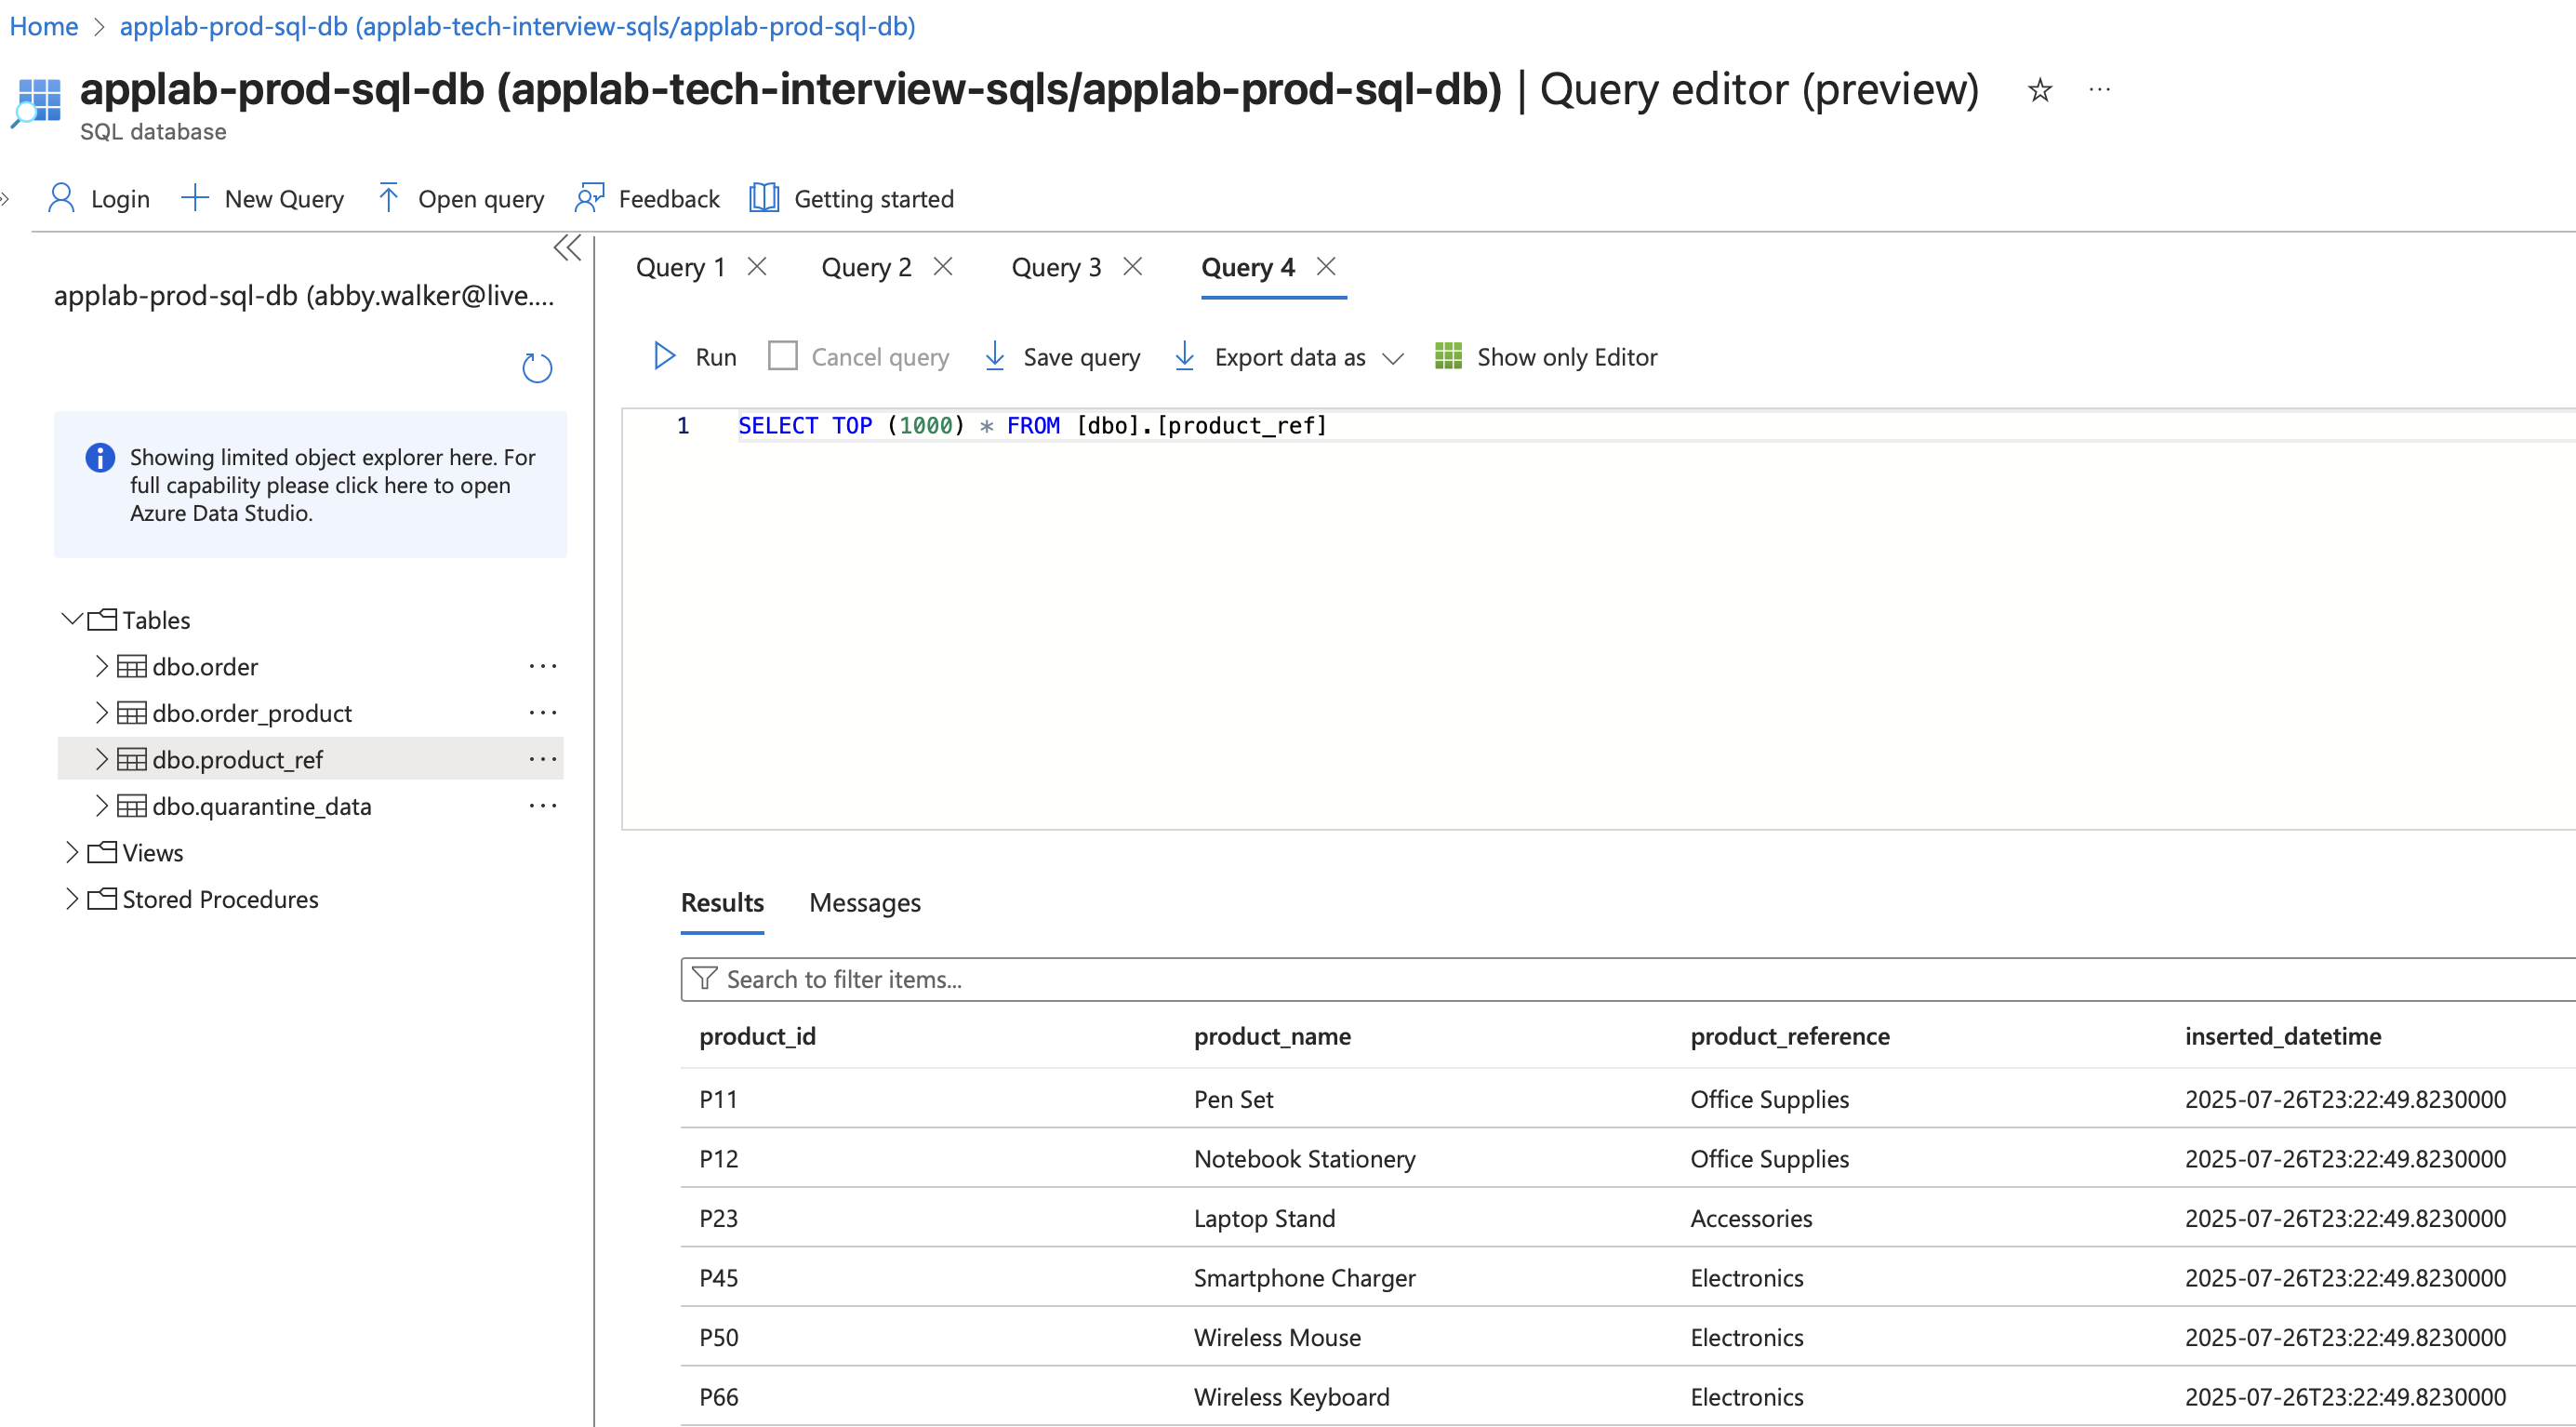 Home > applab-prod-sql-db (applab-tech-interview-sqls/applab-prod-sql-db)
applab-prod-sql-db (applab-tech-interview-sqls/applab-prod-sql-db) | Query editor (preview)
SQL database
Login New Query Open query Feedback Getting started
applab-prod-sql-db (abby.walker@live....
Showing limited object explorer here. For
full capability please click here to open
Azure Data Studio.
Tables
dbo.order
dbo.order_product
dbo.product_ref
dbo.quarantine_data
Views
Stored Procedures
Query 1 Query 2 Query 3 Query 4
Run Cancel query Save query Export data as Show only Editor
1 SELECT TOP (1000) * FROM [dbo].[product_ref]
Results Messages
Search to filter items...
product_id product_name product_reference inserted_datetime
P11 Pen Set Office Supplies 2025-07-26T23:22:49.8230000
P12 Notebook Stationery Office Supplies 2025-07-26T23:22:49.8230000
P23 Laptop Stand Accessories 2025-07-26T23:22:49.8230000
P45 Smartphone Charger Electronics 2025-07-26T23:22:49.8230000
P50 Wireless Mouse Electronics 2025-07-26T23:22:49.8230000
P66 Wireless Keyboard Electronics 2025-07-26T23:22:49.8230000